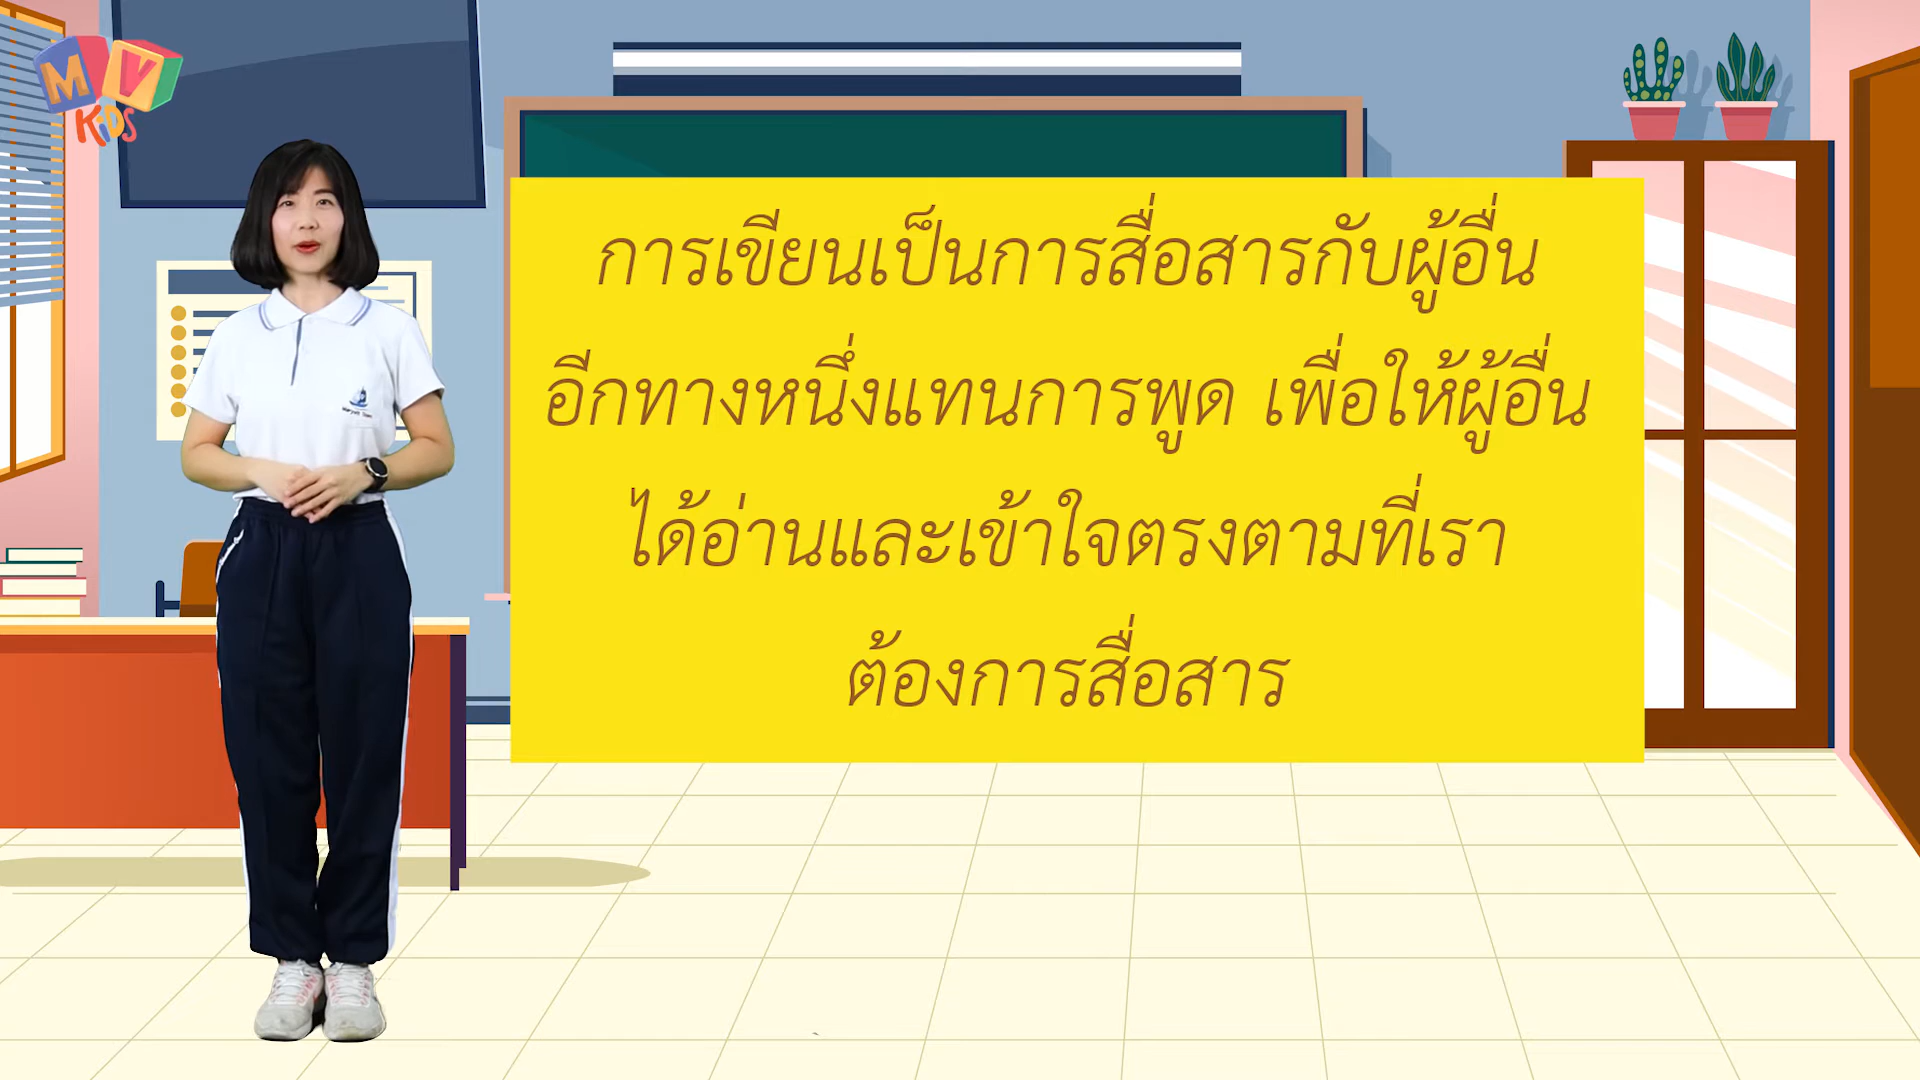 MV
KiDS
การเขียนเป็นการสื่อสารกับผู้อื่น
อีกทางหนึ่งแทนการพูด เพื่อให้ผู้อื่น
ได้อ่านและเข้าใจตรงตามที่เรา
ต้องการสื่อสาร